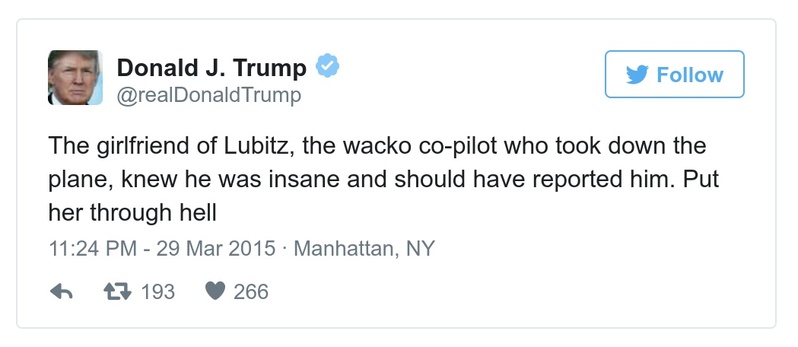 Donald J. Trump
@realDonaldTrump
Follow
The girlfriend of Lubitz, the wacko co-pilot who took down the
plane, knew he was insane and should have reported him. Put
her through hell
11:24 PM - 29 Mar 2015 · Manhattan, NY
193 266